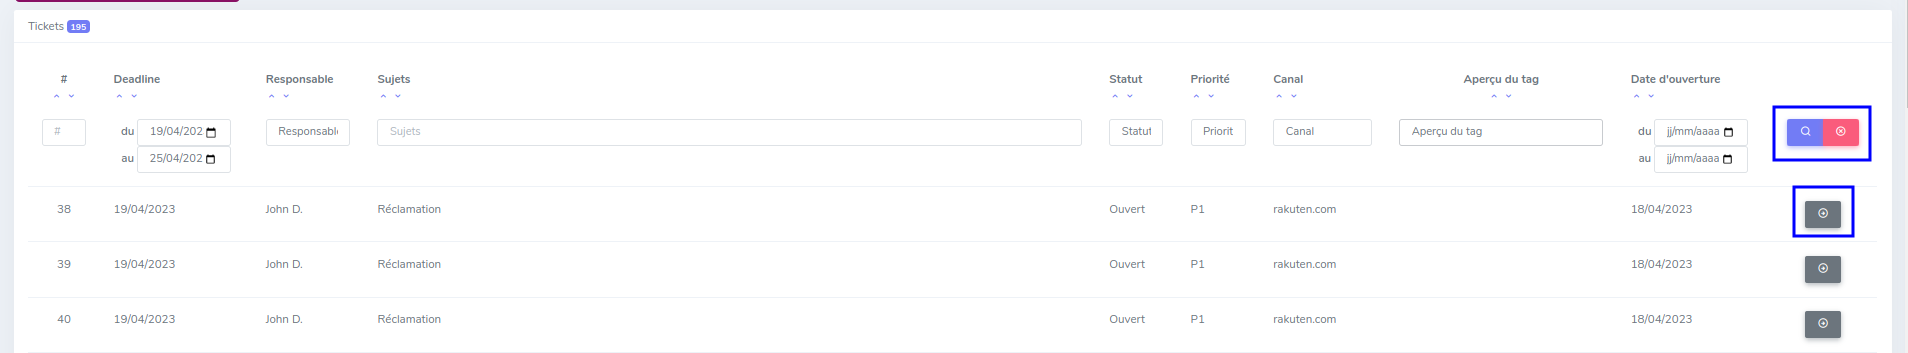 Tickets 195
# Deadline Responsable Sujets Statut Priorité Canal Aperçu du tag Date d'ouverture
# du 19/04/202 Responsabl Sujets Statut Priorit Canal Aperçu du tag du jj/mm/aaaa
au 25/04/202 au jj/mm/aaaa
38 19/04/2023 John D. Réclamation Ouvert P1 rakuten.com 18/04/2023
39 19/04/2023 John D. Réclamation Ouvert P1 rakuten.com 18/04/2023
40 19/04/2023 John D. Réclamation Ouvert P1 rakuten.com 18/04/2023